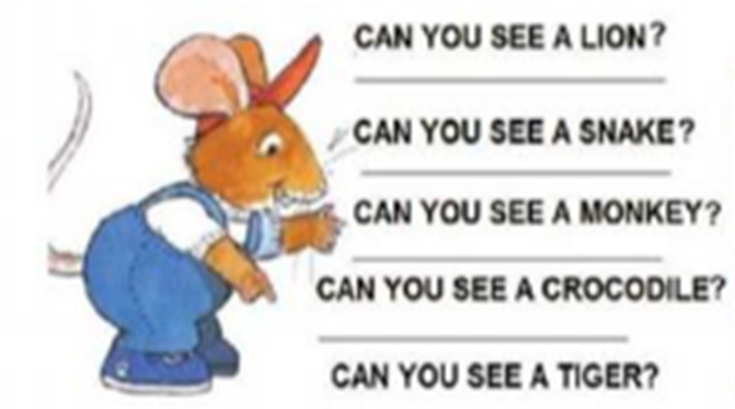 CAN YOU SEE A LION?
CAN YOU SEE A SNAKE?
CAN YOU SEE A MONKEY?
CAN YOU SEE A CROCODILE?
CAN YOU SEE A TIGER?